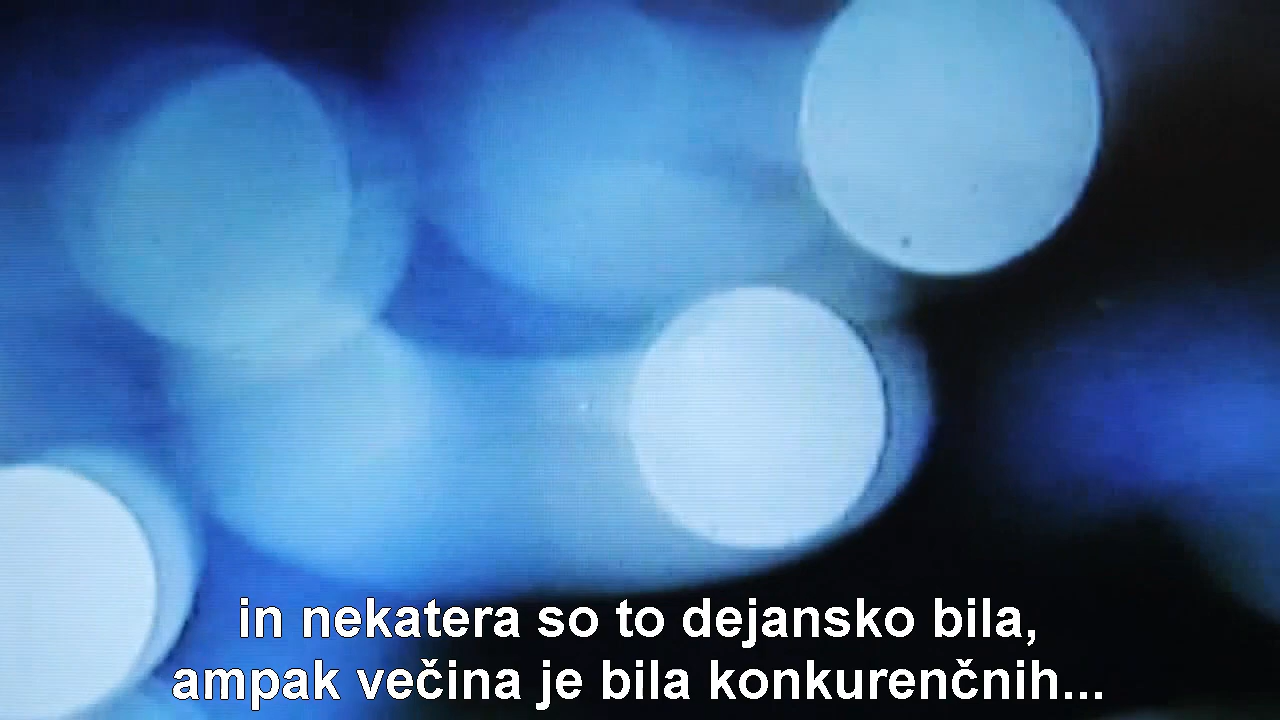 in nekatera so to dejansko bila,
ampak večina je bila konkurenčnih...